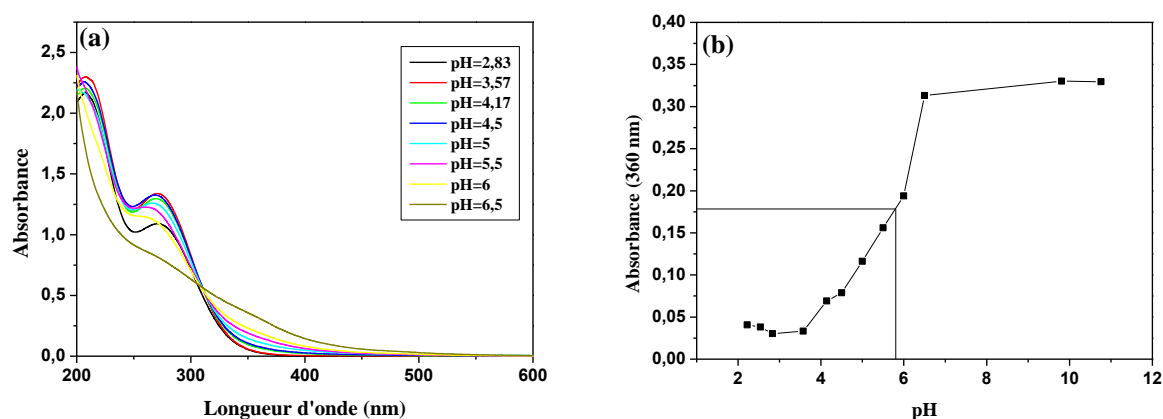 (a)
Absorbance
2,5
2,0
1,5
1,0
0,5
0,0
200
300
400
500
600
Longueur d'onde (nm)
pH=2,83
pH=3,57
pH=4,17
pH=4,5
pH=5
pH=5,5
pH=6
pH=6,5
(b)
Absorbance (360 nm)
0,40
0,35
0,30
0,25
0,20
0,15
0,10
0,05
0,00
2
4
6
8
10
12
pH